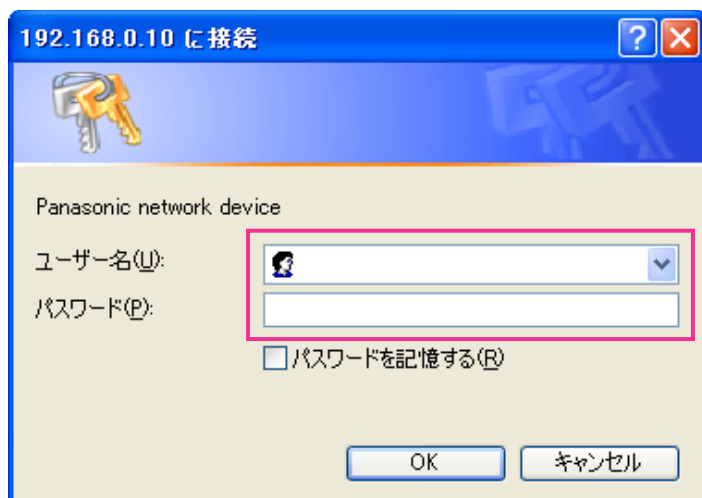 192.168.0.10 に接続
Panasonic network device
ユーザー名(U):
パスワード(P):
パスワードを記憶する(R)
OK キャンセル